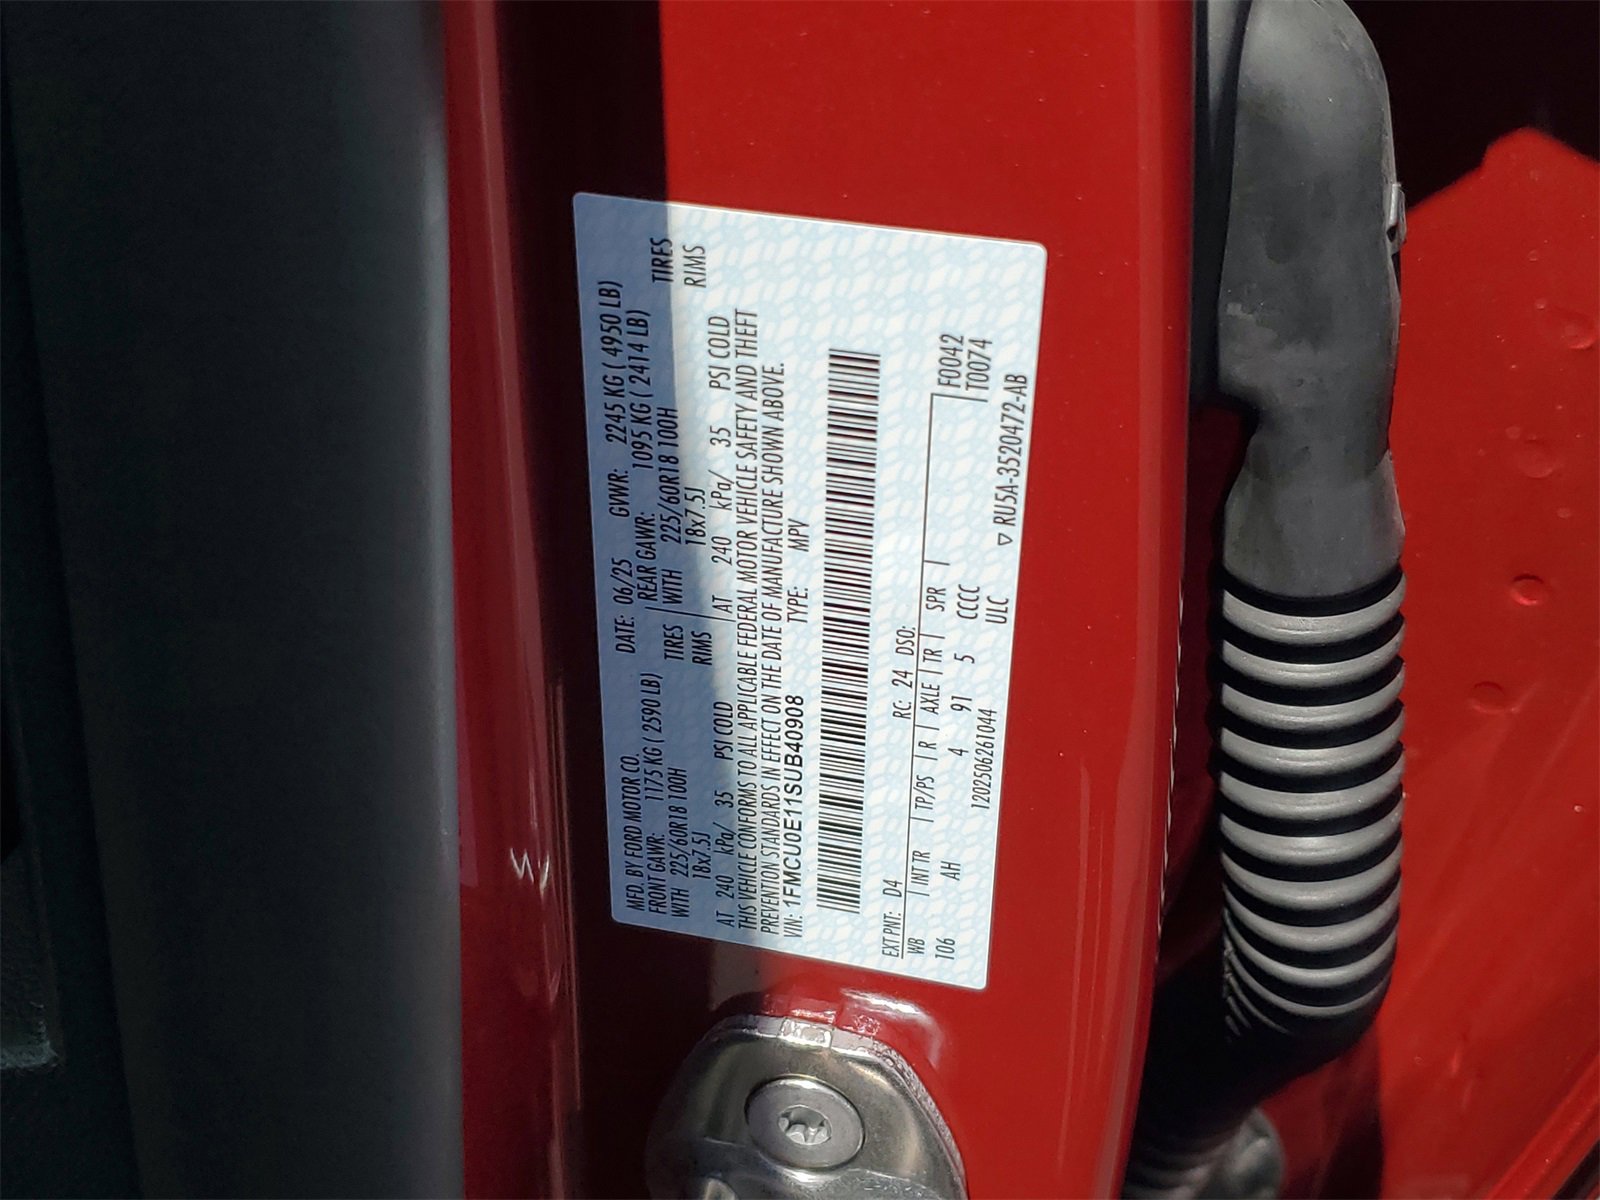 MFD. BY FORD MOTOR CO.
DATE: 06/25 GVWR: 2245 KG ( 4950 LB)
FRONT GAWR: 1175 KG ( 2590 LB) REAR GAWR: 1095 KG ( 2414 LB)
WITH 225/60R18 100H TIRES WITH 225/60R18 100H TIRES
18x7.5J RIMS 18x7.5J RIMS
AT 240 kPa/ 35 PSI COLD AT 240 kPa/ 35 PSI COLD
THIS VEHICLE CONFORMS TO ALL APPLICABLE FEDERAL MOTOR VEHICLE SAFETY AND THEFT
PREVENTION STANDARDS IN EFFECT ON THE DATE OF MANUFACTURE SHOWN ABOVE.
VIN: 1FMCU0E11SUB40908 TYPE: MPV
EXT PNT: D4 RC: 24 DSO:
WB INT TR TP/PS R AXLE TR SPR F0042
106 AH 4 91 5 CCCC T0074
ULC
1202506261044 ▽ RU5A-3520472-AB